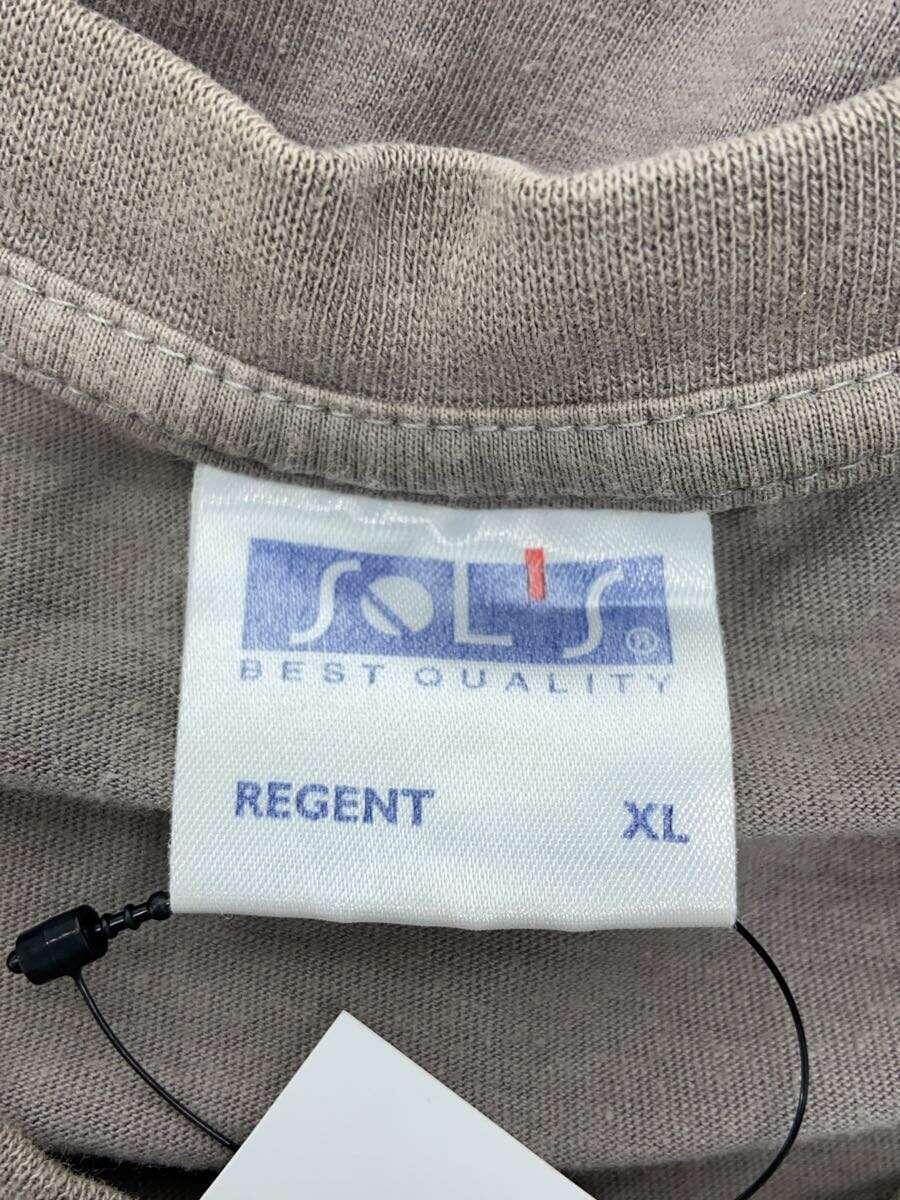 SOL'S ®
BEST QUALITY
REGENT XL